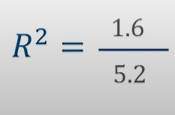 R² = 1.6
5.2